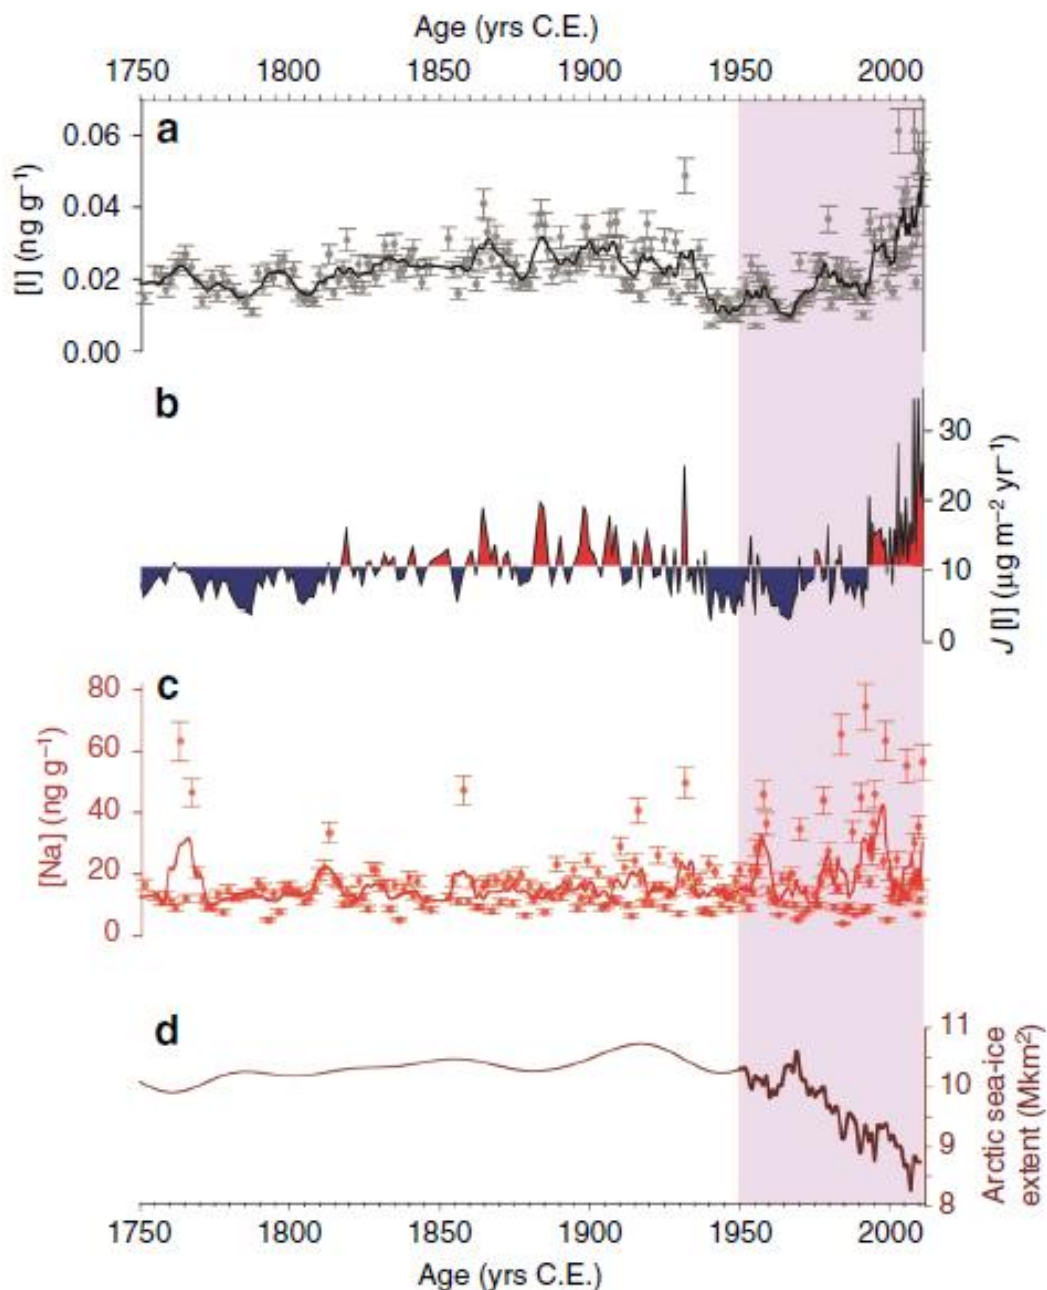 Age (yrs C.E.)
1750 1800 1850 1900 1950 2000
a
[I] (ng g⁻¹)
0.06
0.04
0.02
0.00
b
J [I] (µg m⁻² yr⁻¹)
30
20
10
0
c
[Na] (ng g⁻¹)
80
60
40
20
0
d
Arctic sea-ice
extent (Mkm²)
11
10
9
8
1750 1800 1850 1900 1950 2000
Age (yrs C.E.)